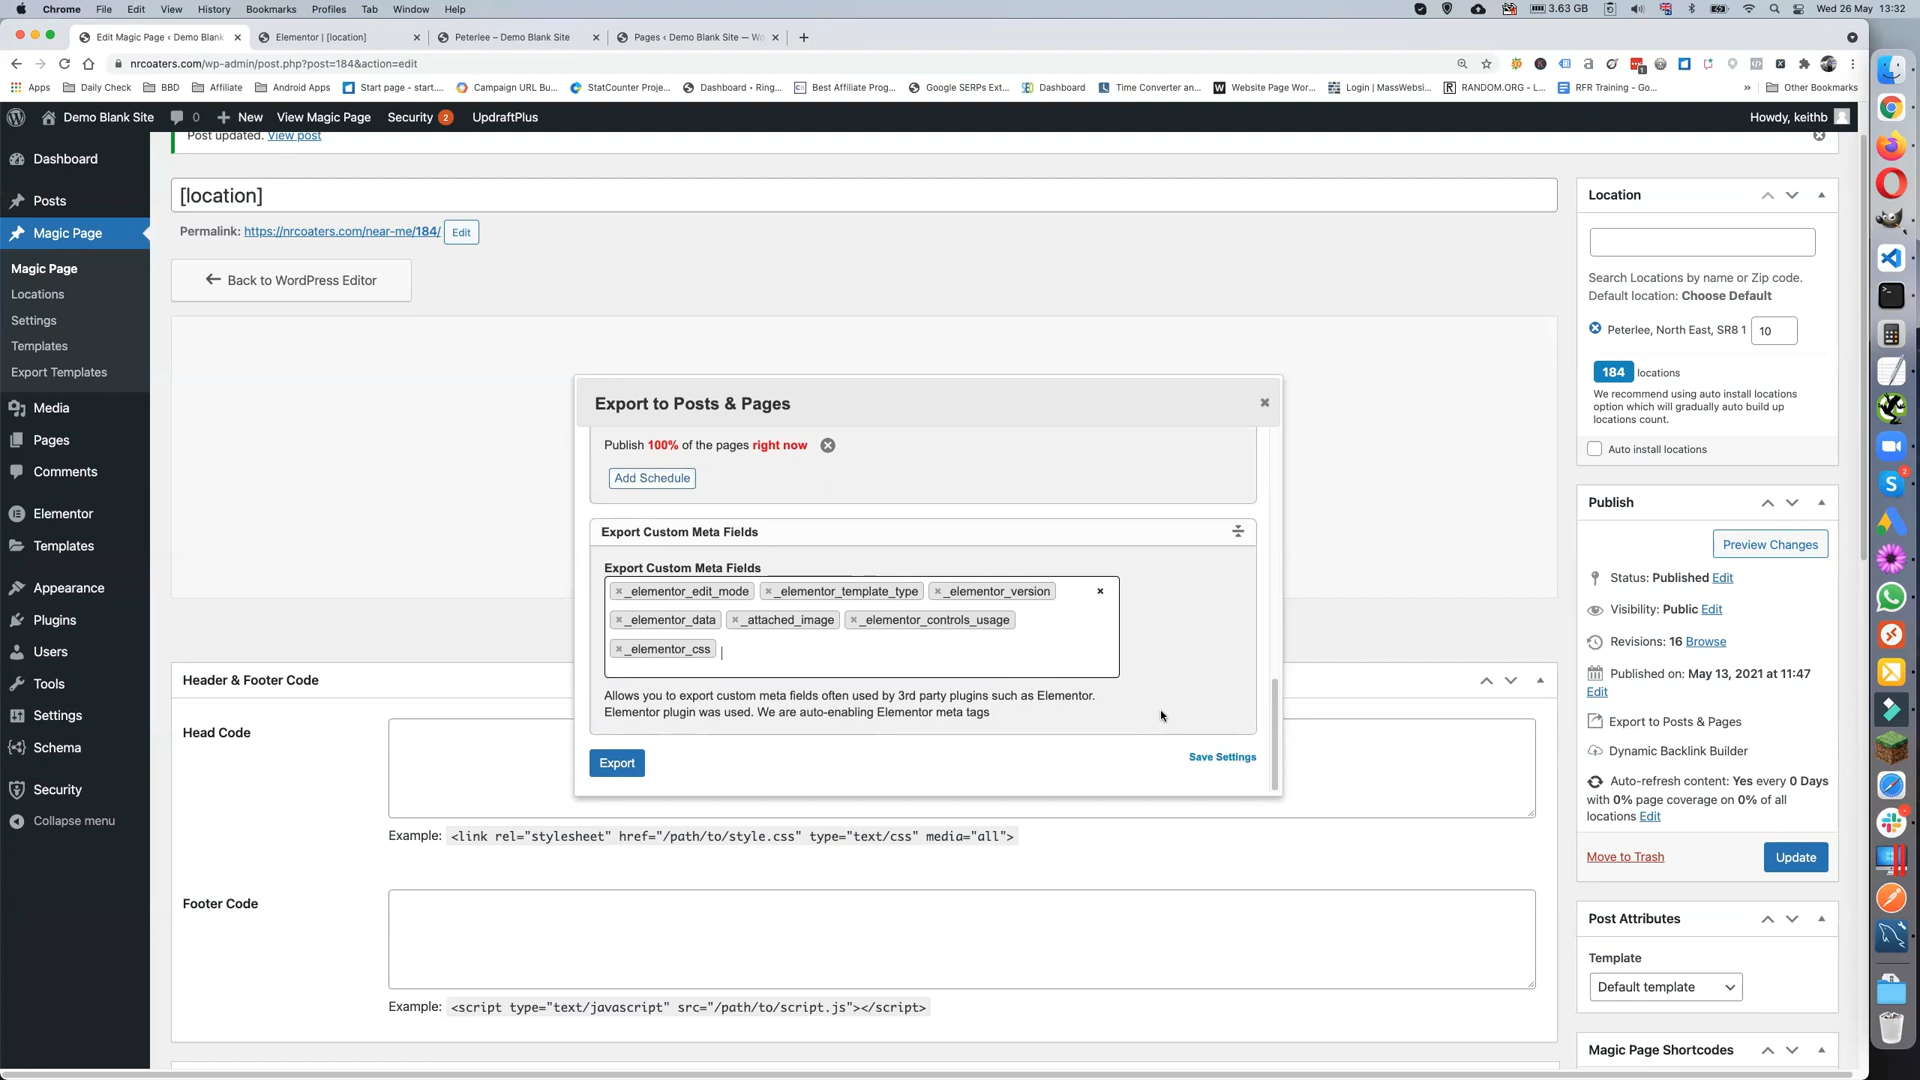 Chrome File Edit View History Bookmarks Profiles Tab Window Help 3.63 GB Wed 26 May 13:32
Edit Magic Page ‹ Demo Blank Elementor | [location] Peterlee – Demo Blank Site Pages ‹ Demo Blank Site — Wo
nrcoaters.com/wp-admin/post.php?post=184&action=edit
Apps Daily Check BBD Affiliate Android Apps Start page - start.... Campaign URL Bu... StatCounter Proje... Dashboard • Ring... Best Affiliate Prog... Google SERPs Ext... Dashboard Time Converter an... Website Page Wor... Login | MassWebsi... RANDOM.ORG - L... RFR Training - Go... » Other Bookmarks
Demo Blank Site 0 New View Magic Page Security 2 UpdraftPlus Howdy, keithb
Post updated. View post
Dashboard
Posts
Magic Page
Magic Page
Locations
Settings
Templates
Export Templates
Media
Pages
Comments
Elementor
Templates
Appearance
Plugins
Users
Tools
Settings
Schema
Security
Collapse menu
[location]
Permalink: https://nrcoaters.com/near-me/184/ Edit
Back to WordPress Editor
Export to Posts & Pages
Publish 100% of the pages right now
Add Schedule
Export Custom Meta Fields
Export Custom Meta Fields
× _elementor_edit_mode × _elementor_template_type × _elementor_version ×
× _elementor_data × _attached_image × _elementor_controls_usage
× _elementor_css
Allows you to export custom meta fields often used by 3rd party plugins such as Elementor.
Elementor plugin was used. We are auto-enabling Elementor meta tags
Export Save Settings
Header & Footer Code
Head Code
Example: <link rel="stylesheet" href="/path/to/style.css" type="text/css" media="all">
Footer Code
Example: <script type="text/javascript" src="/path/to/script.js"></script>
Location
Search Locations by name or Zip code.
Default location: Choose Default
Peterlee, North East, SR8 1 10
184 locations
We recommend using auto install locations
option which will gradually auto build up
locations count.
Auto install locations
Publish
Preview Changes
Status: Published Edit
Visibility: Public Edit
Revisions: 16 Browse
Published on: May 13, 2021 at 11:47
Edit
Export to Posts & Pages
Dynamic Backlink Builder
Auto-refresh content: Yes every 0 Days
with 0% page coverage on 0% of all
locations Edit
Move to Trash Update
Post Attributes
Template
Default template
Magic Page Shortcodes